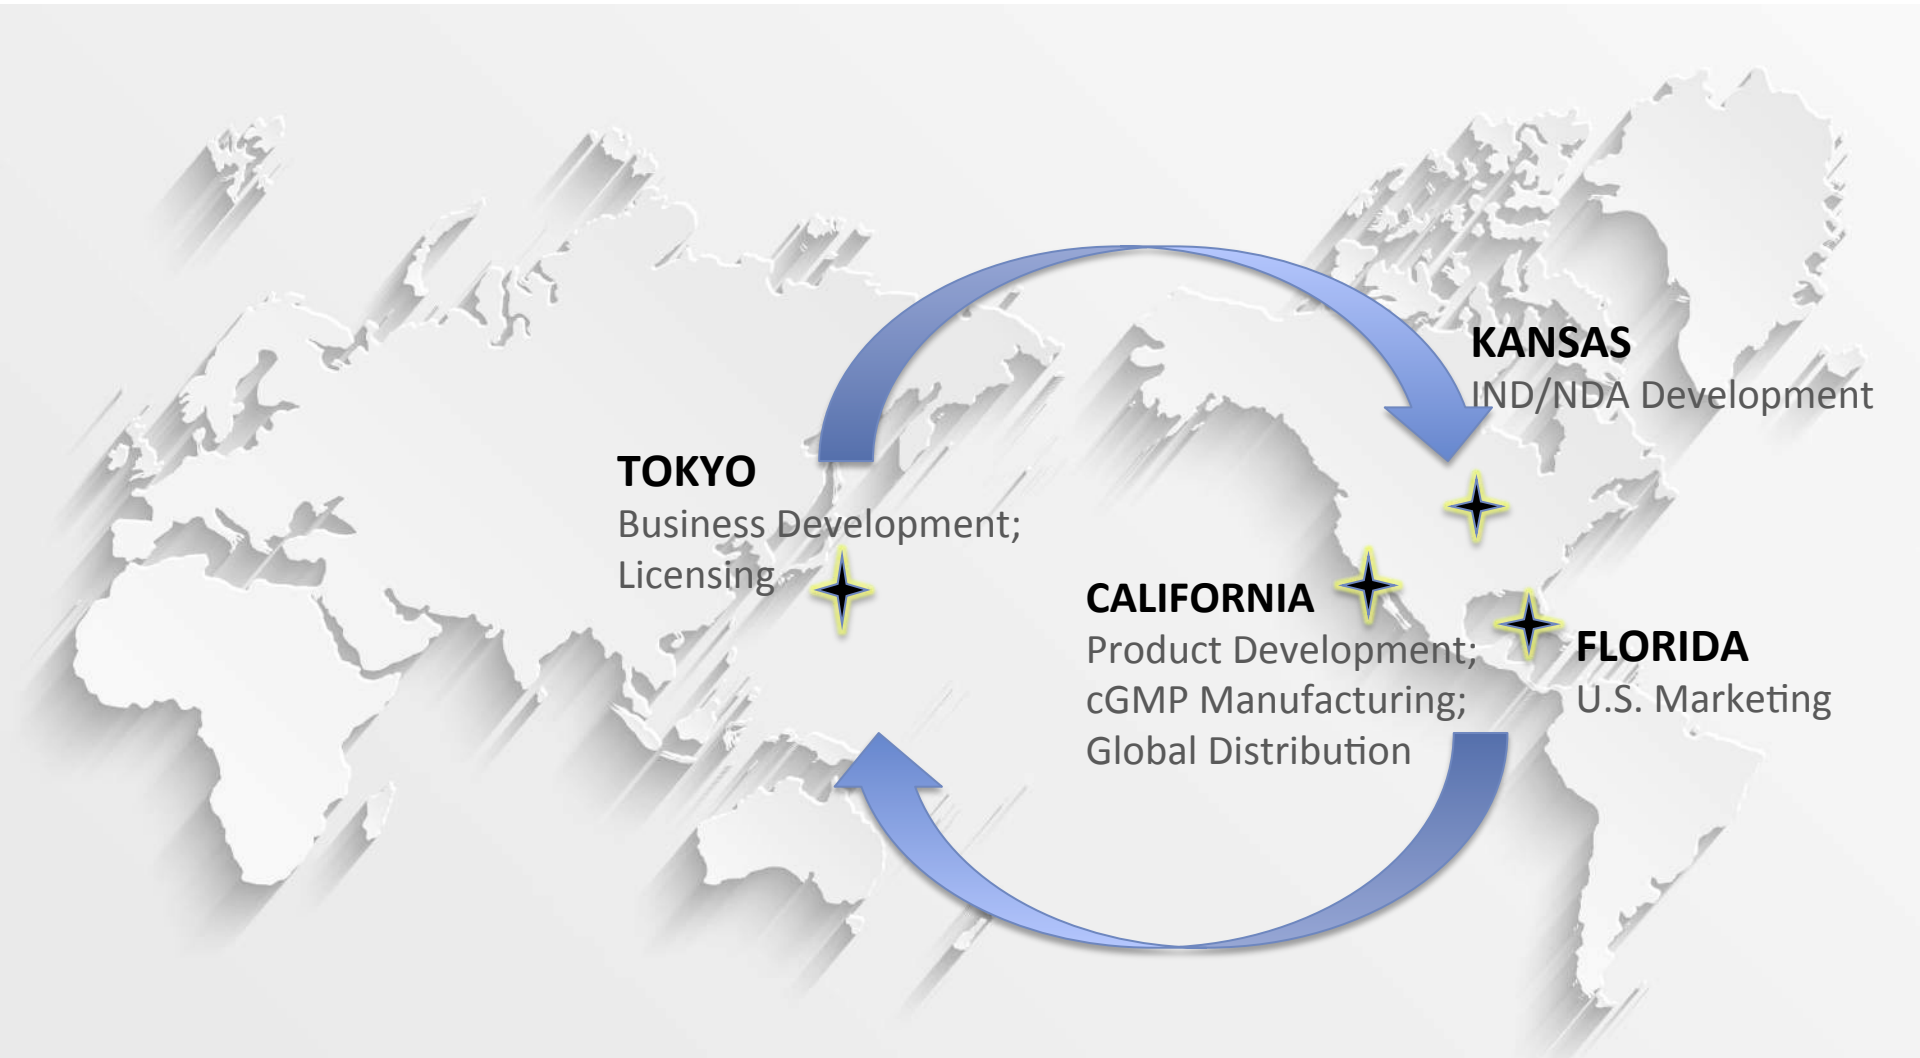 KANSAS
IND/NDA Development
TOKYO
Business Development;
Licensing
CALIFORNIA
Product Development;
cGMP Manufacturing;
Global Distribution
FLORIDA
U.S. Marketing